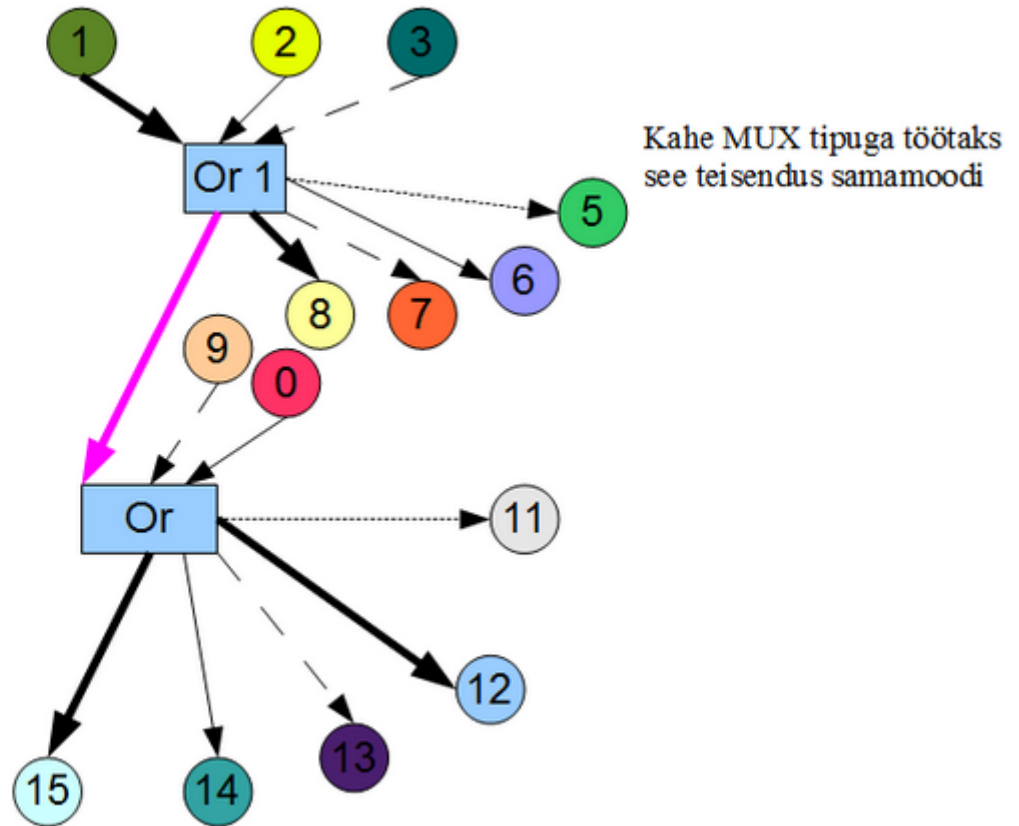 1 2 3
Kahe MUX tipuga töötaks
see teisendus samamoodi
Or 1
5
6
8 7
9
0
Or
11
12
13
15 14